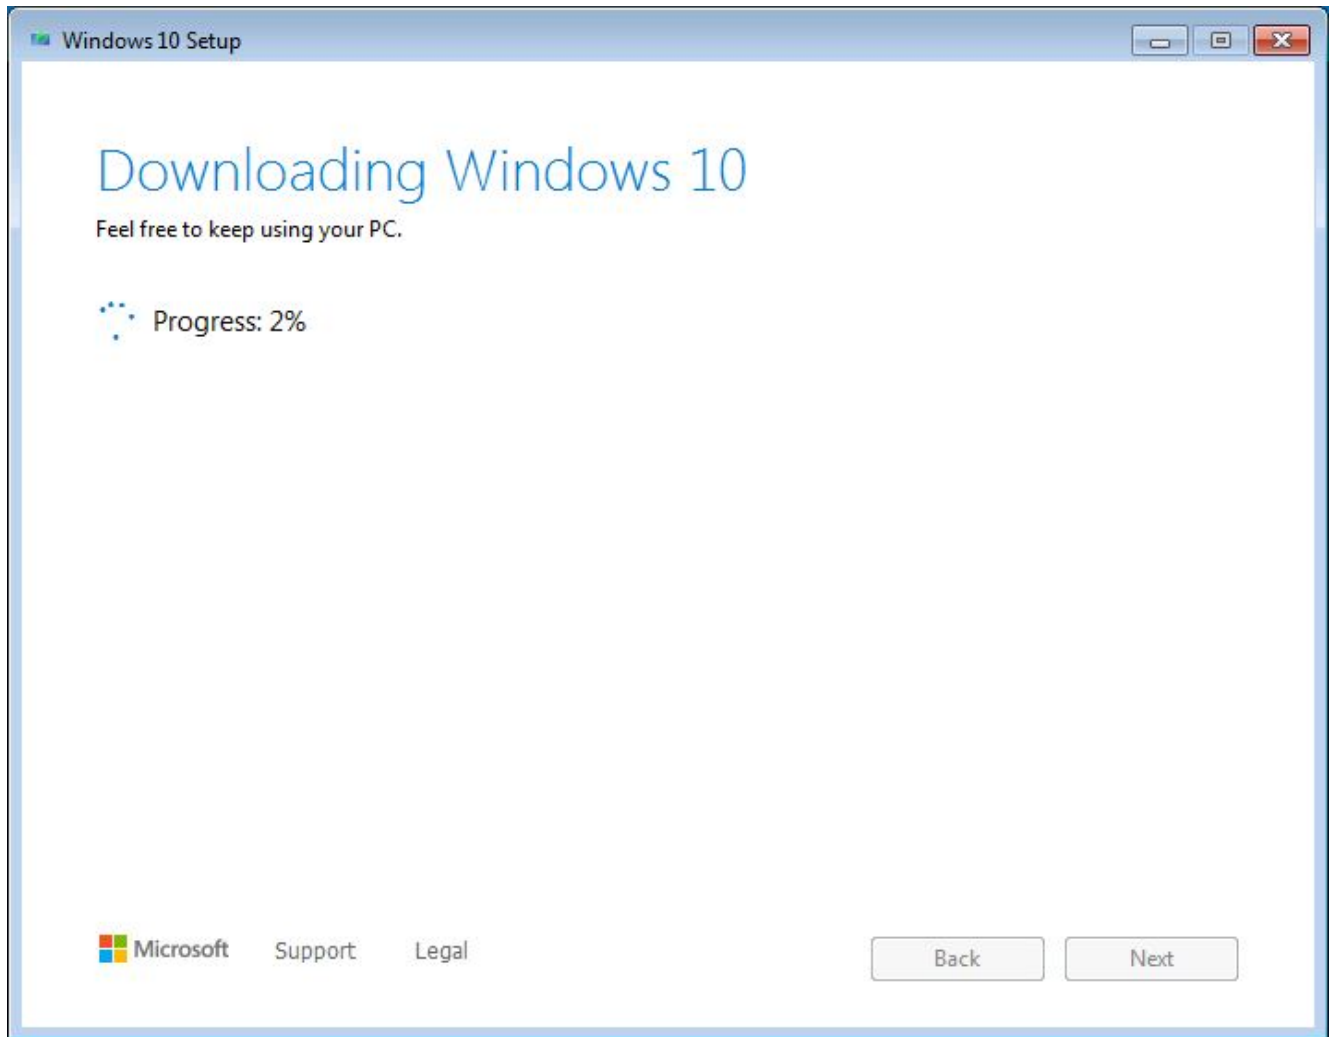 Windows 10 Setup
Downloading Windows 10
Feel free to keep using your PC.
Progress: 2%
Microsoft Support Legal Back Next